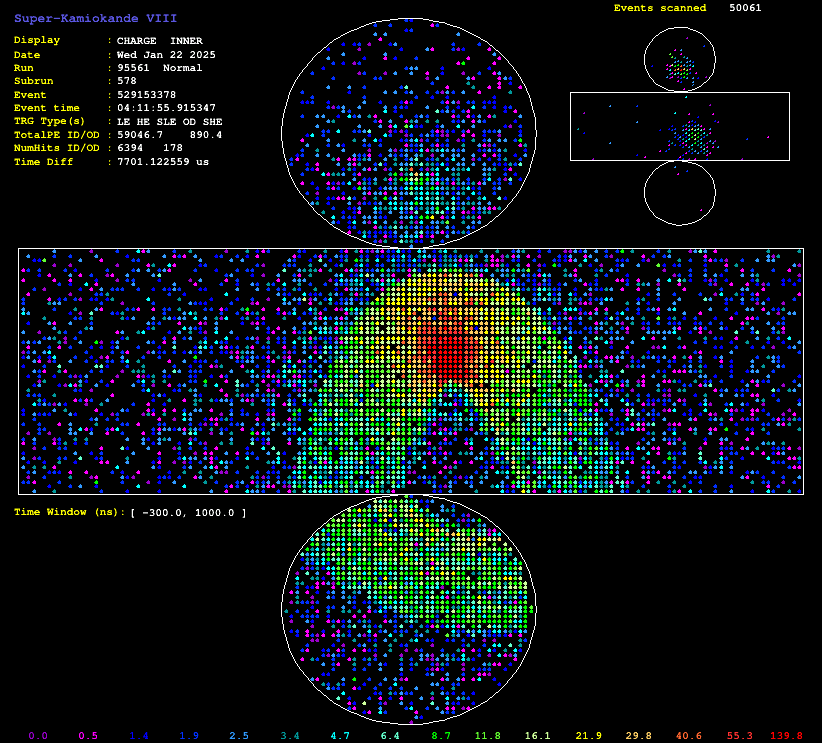 Super-Kamiokande VIII
Events scanned 50061
Display : CHARGE INNER
Date : Wed Jan 22 2025
Run : 95561 Normal
Subrun : 578
Event : 529153378
Event time : 04:11:55.915347
TRG Type(s) : LE HE SLE OD SHE
TotalPE ID/OD : 59046.7 890.4
NumHits ID/OD : 6394 178
Time Diff : 7701.122559 us
Time Window (ns): [ -300.0, 1000.0 ]
0.0 0.5 1.4 1.9 2.5 3.4 4.7 6.4 8.7 11.8 16.1 21.9 29.8 40.6 55.3 139.8